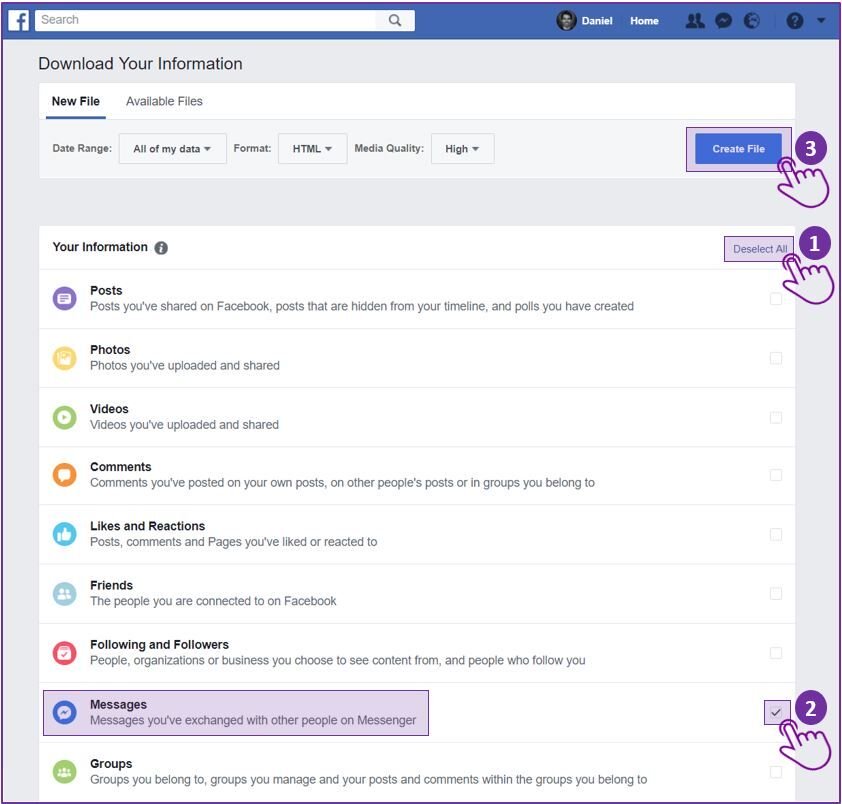 f Search Daniel Home
Download Your Information
New File Available Files
Date Range: All of my data Format: HTML Media Quality: High Create File 3
Your Information i Deselect All 1
Posts
Posts you've shared on Facebook, posts that are hidden from your timeline, and polls you have created
Photos
Photos you've uploaded and shared
Videos
Videos you've uploaded and shared
Comments
Comments you've posted on your own posts, on other people's posts or in groups you belong to
Likes and Reactions
Posts, comments and Pages you've liked or reacted to
Friends
The people you are connected to on Facebook
Following and Followers
People, organizations or business you choose to see content from, and people who follow you
Messages 2
Messages you've exchanged with other people on Messenger
Groups
Groups you belong to, groups you manage and your posts and comments within the groups you belong to